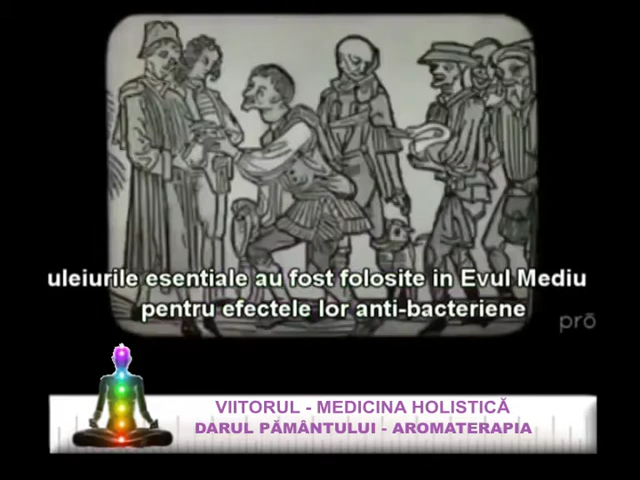 uleiurile esentiale au fost folosite in Evul Mediu
pentru efectele lor anti-bacteriene
prō
VIITORUL - MEDICINA HOLISTICĂ
DARUL PĂMÂNTULUI - AROMATERAPIA